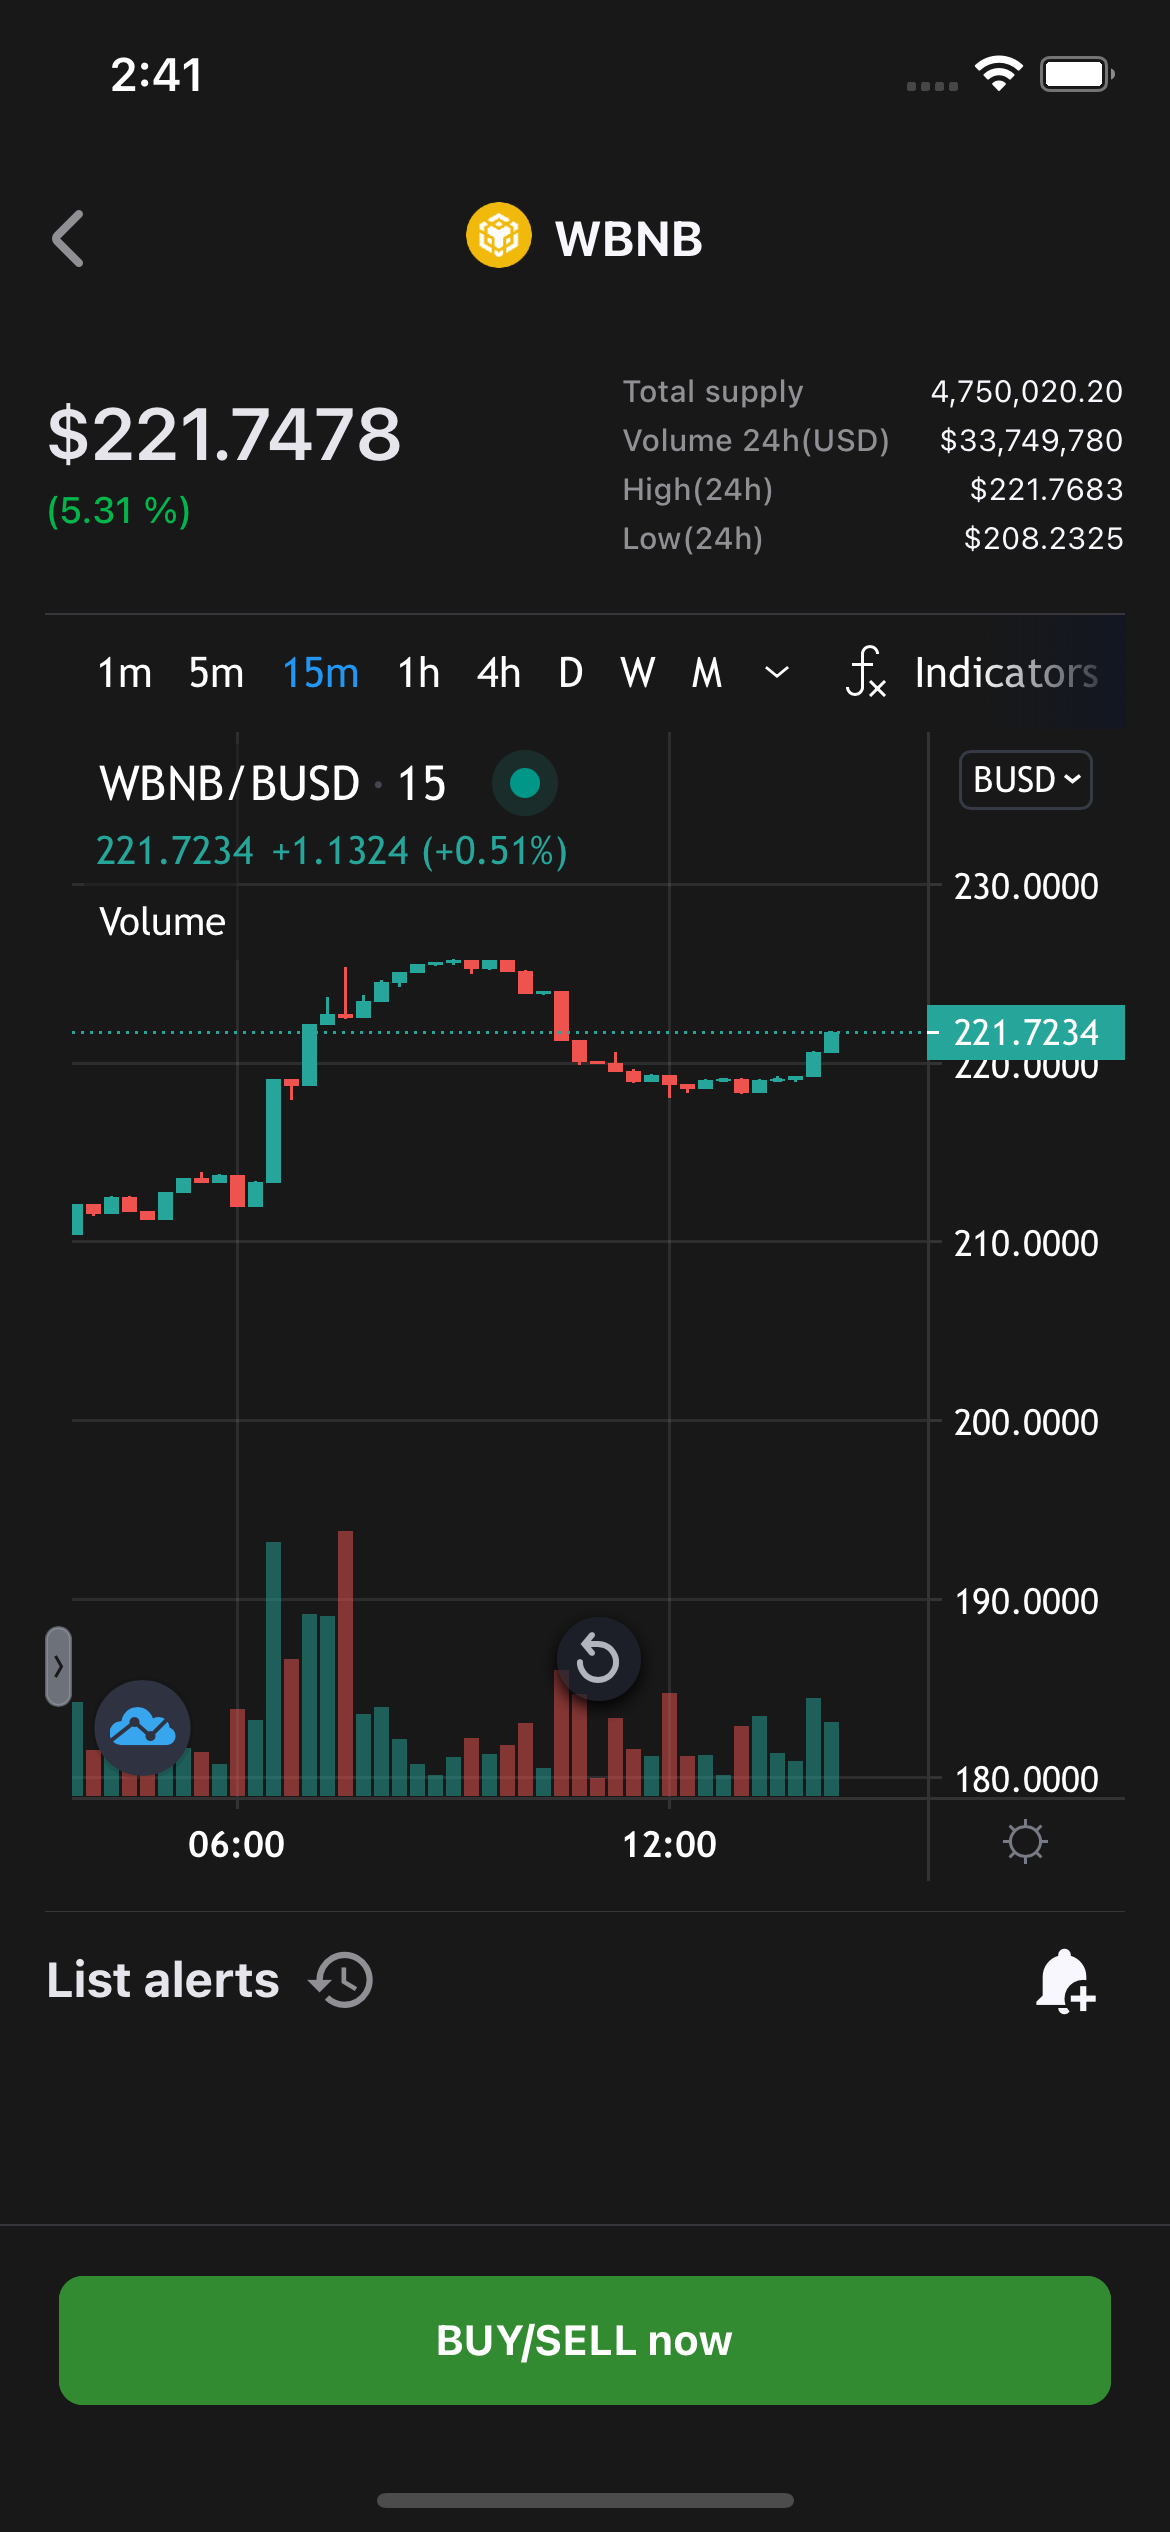 2:41
WBNB
$221.7478
(5.31 %)
Total supply 4,750,020.20
Volume 24h(USD) $33,749,780
High(24h) $221.7683
Low(24h) $208.2325
1m 5m 15m 1h 4h D W M Indicators
WBNB/BUSD · 15
BUSD
221.7234 +1.1324 (+0.51%)
230.0000
Volume
221.7234
220.0000
210.0000
200.0000
190.0000
180.0000
06:00 12:00
List alerts
BUY/SELL now